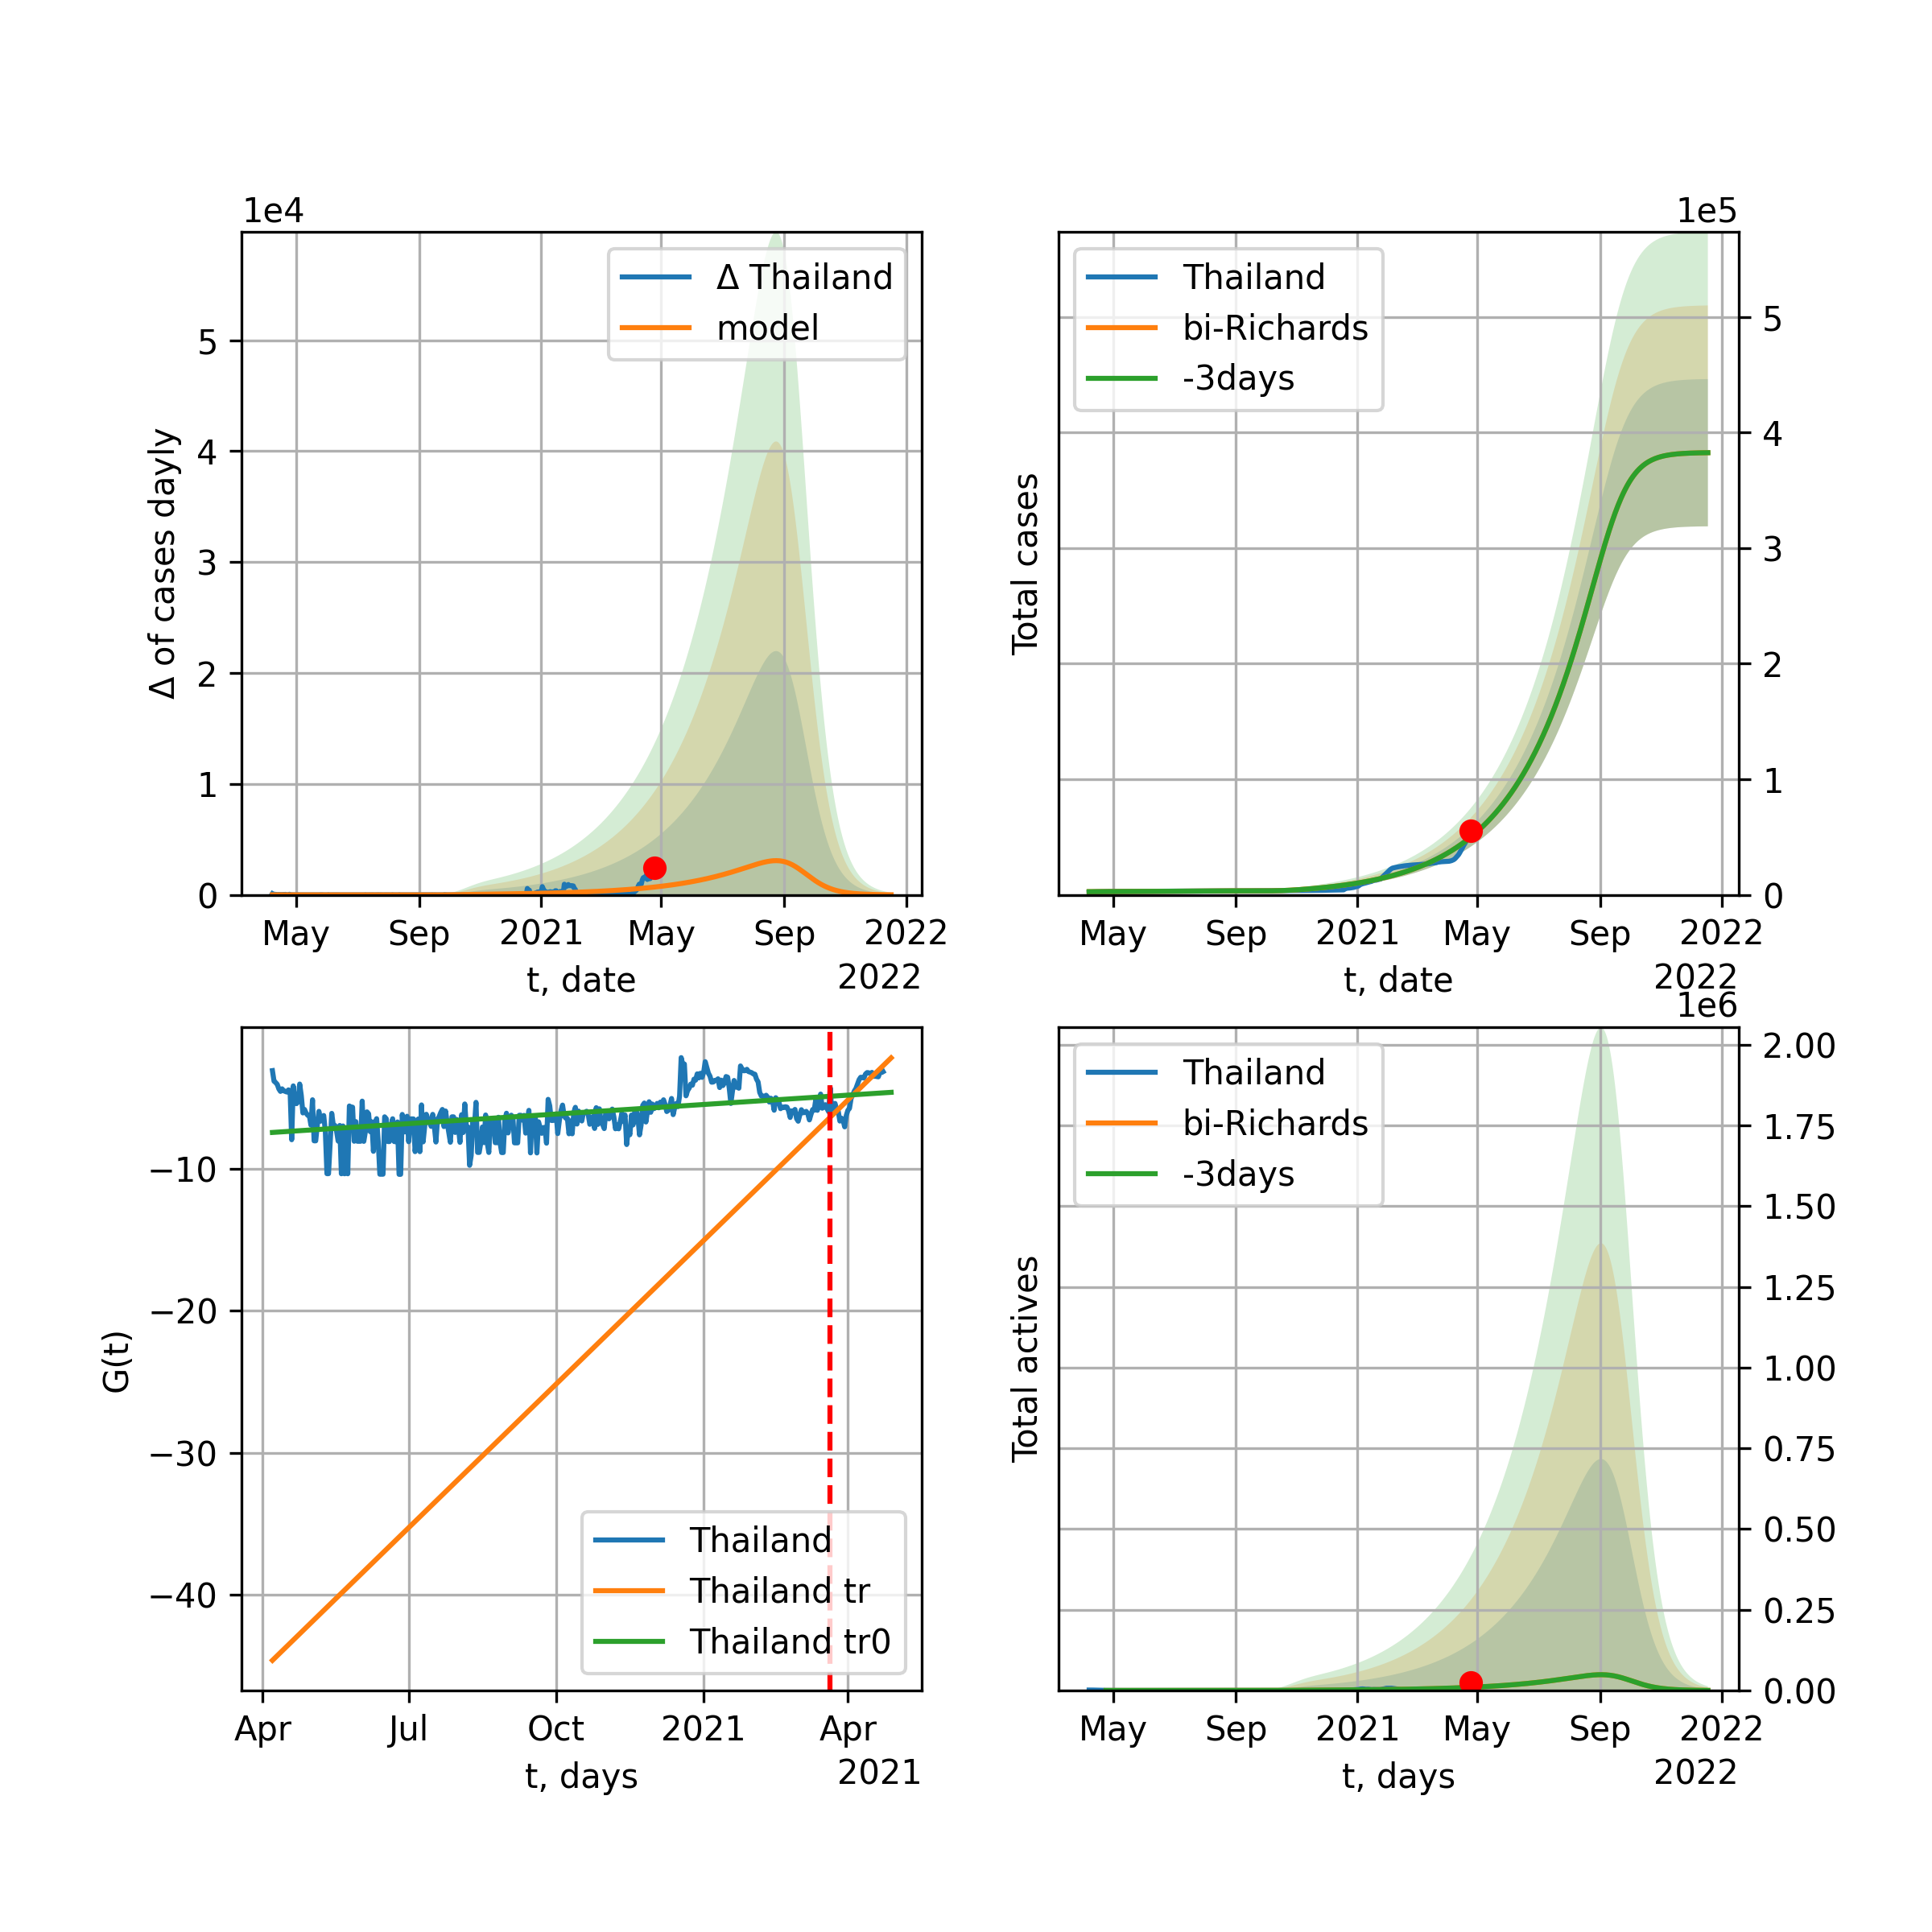 1e4
Δ Thailand
model
5
4
3
2
1
0
Δ of cases dayly
May Sep 2021 May Sep 2022
t, date
2022
1e5
Thailand
bi-Richards
-3days
5
4
3
2
1
0
Total cases
May Sep 2021 May Sep 2022
t, date
2022
−10
−20
−30
−40
G(t)
Thailand
Thailand tr
Thailand tr0
Apr Jul Oct 2021 Apr
t, days
2021
1e6
Thailand
bi-Richards
-3days
2.00
1.75
1.50
1.25
1.00
0.75
0.50
0.25
0.00
Total actives
May Sep 2021 May Sep 2022
t, days
2022